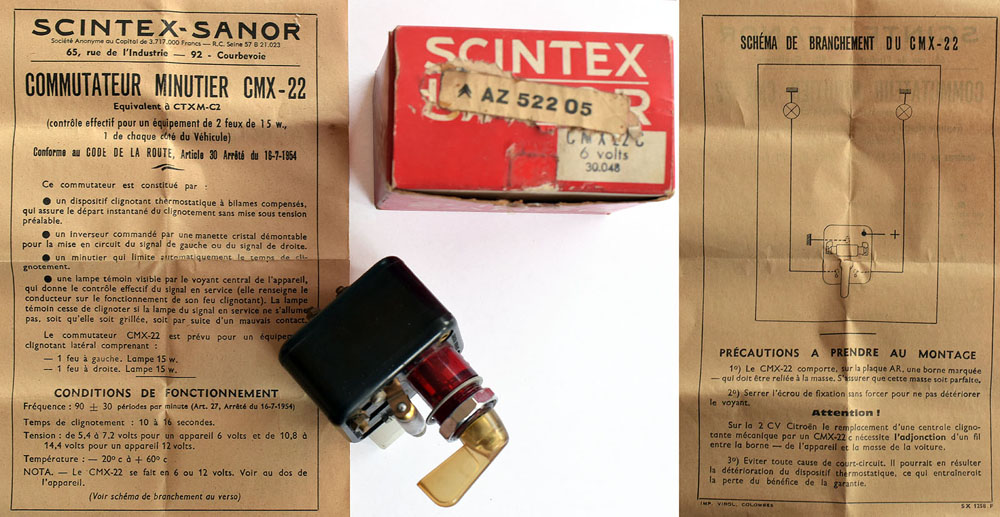 SCINTEX-SANOR
Société Anonyme au Capital de 3.717.000 Francs — R.C. Seine 57 B 21.023
65, rue de l'Industrie — 92 - Courbevoie
COMMUTATEUR MINUTIER CMX-22
Equivalent à CTXM-C2
(contrôle effectif pour un équipement de 2 feux de 15 w.,
1 de chaque côté du Véhicule)
Conforme au CODE DE LA ROUTE, Article 30 Arrêté du 16-7-1954
Ce commutateur est constitué par :
● un dispositif clignotant thermostatique à bilames compensés,
qui assure le départ instantané du clignotement sans mise sous tension
préalable.
● un inverseur commandé par une manette cristal démontable
pour la mise en circuit du signal de gauche ou du signal de droite.
● un minutier qui limite automatiquement le temps de cli-
gnotement.
● une lampe témoin visible par le voyant central de l'appareil,
qui donne le contrôle effectif du signal en service (elle renseigne
le conducteur sur le fonctionnement de son feu clignotant). La lampe
témoin cesse de clignoter si la lampe du signal en service ne s'allume
pas, soit qu'elle soit grillée, soit par suite d'un mauvais contact.
Le commutateur CMX-22 est prévu pour un équipement
clignotant latéral comprenant :
— 1 feu à gauche. Lampe 15 w.
— 1 feu à droite. Lampe 15 w.
CONDITIONS DE FONCTIONNEMENT
Fréquence : 90 ± 30 périodes par minute (Art. 27, Arrêté du 16-7-1954)
Temps de clignotement : 10 à 16 secondes.
Tension : de 5,4 à 7,2 volts pour un appareil 6 volts et de 10,8 à
14,4 volts pour un appareil 12 volts.
Température : — 20° c à + 60° c
NOTA. — Le CMX-22 se fait en 6 ou 12 volts. Voir au dos de
l'appareil.
(Voir schéma de branchement au verso)
SCINTEX
AZ 522 05
CMX-22 C
6 volts
30.048
SCHÉMA DE BRANCHEMENT DU CMX-22
+
PRÉCAUTIONS A PRENDRE AU MONTAGE
1°) Le CMX-22 comporte, sur la plaque AR, une borne marquée
— qui doit être reliée à la masse. S'assurer que cette masse soit parfaite.
2°) Serrer l'écrou de fixation sans forcer pour ne pas détériorer
le voyant.
Attention !
Sur la 2 CV Citroën le remplacement d'une centrale cligno-
tante mécanique par un CMX-22 c nécessite l'adjonction d'un fil
entre la borne — de l'appareil et la masse de la voiture.
3°) Eviter toute cause de court-circuit. Il pourrait en résulter
la détérioration du dispositif thermostatique, ce qui entraînerait
la perte du bénéfice de la garantie.
IMP. VINOL, COLOMBES
SX 1256 F